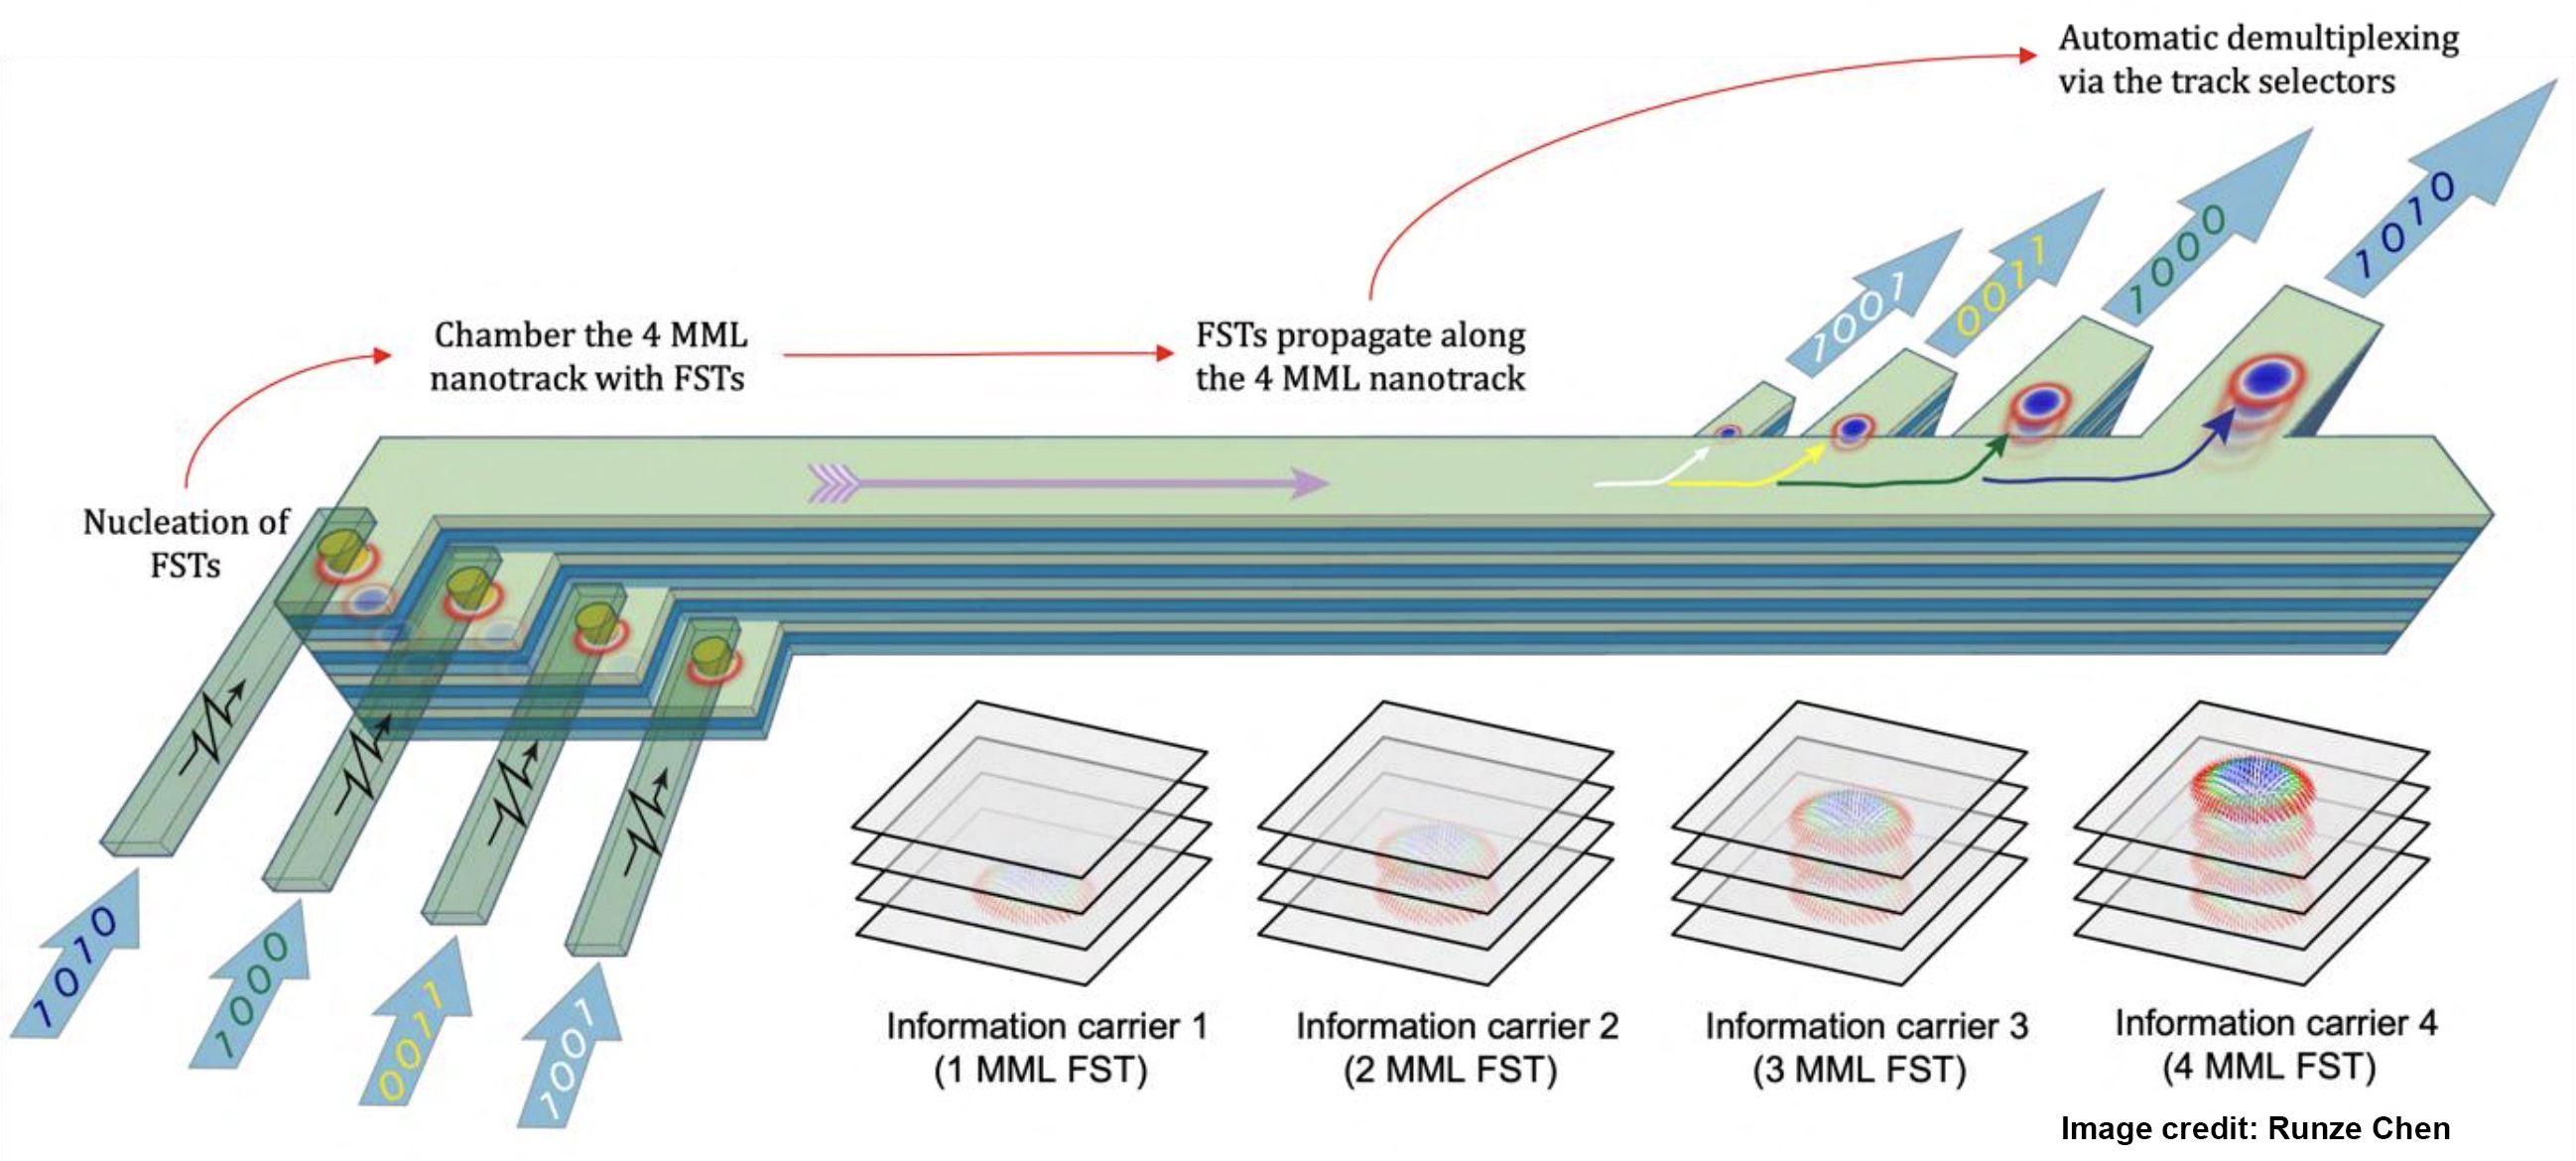 Automatic demultiplexing
via the track selectors
Chamber the 4 MML
nanotrack with FSTs
FSTs propagate along
the 4 MML nanotrack
Nucleation of
FSTs
1001
0011
1000
1010
1010
1000
0011
1001
Information carrier 1
(1 MML FST)
Information carrier 2
(2 MML FST)
Information carrier 3
(3 MML FST)
Information carrier 4
(4 MML FST)
Image credit: Runze Chen